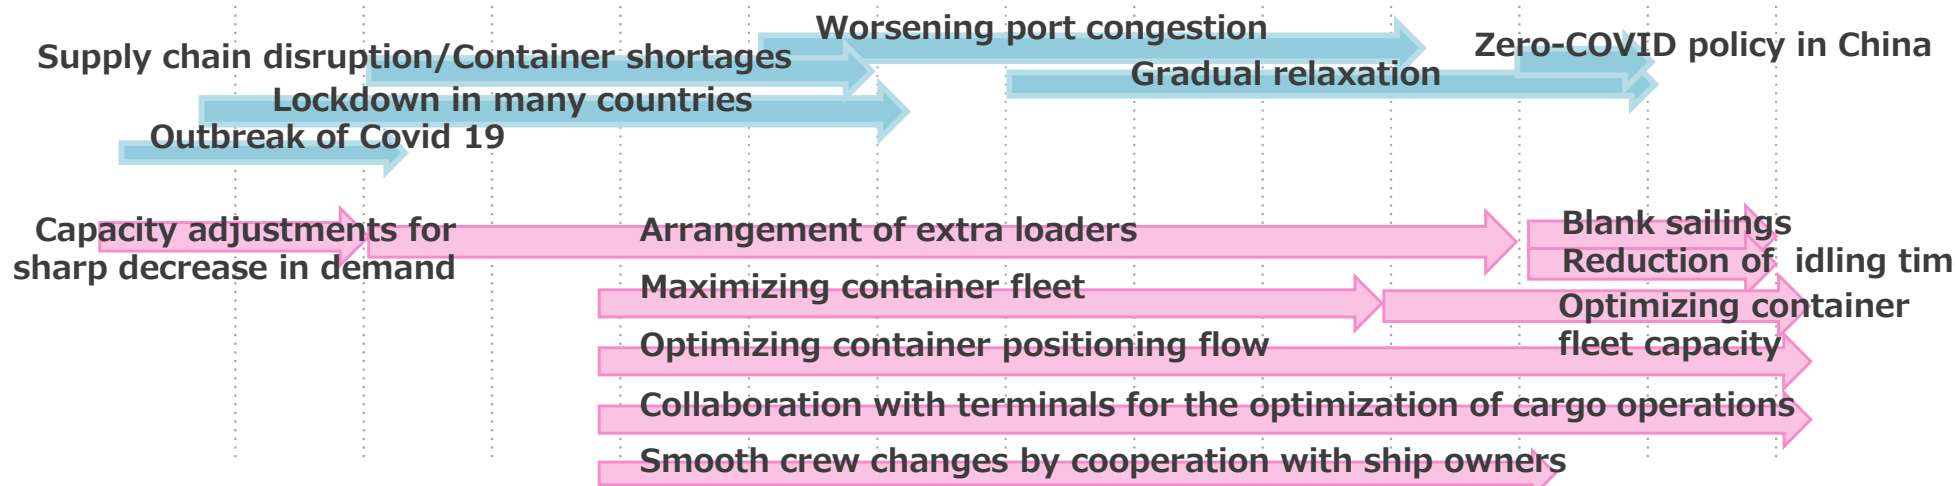 Worsening port congestion
Zero-COVID policy in China
Supply chain disruption/Container shortages
Gradual relaxation
Lockdown in many countries
Outbreak of Covid 19
Capacity adjustments for
sharp decrease in demand
Arrangement of extra loaders
Blank sailings
Reduction of idling tim
Maximizing container fleet
Optimizing container
fleet capacity
Optimizing container positioning flow
Collaboration with terminals for the optimization of cargo operations
Smooth crew changes by cooperation with ship owners